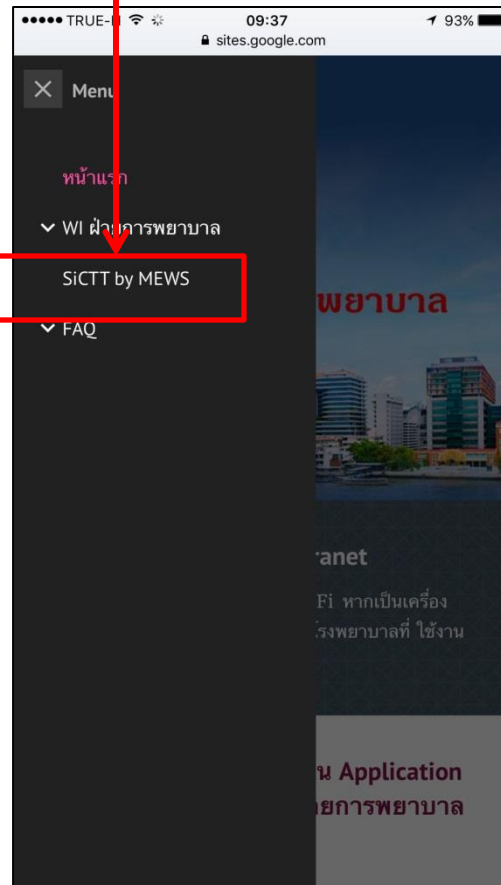 TRUE-H 09:37 93%
sites.google.com
Menu
หน้าแรก
WI ฝ่ายการพยาบาล
SiCTT by MEWS
FAQ
พยาบาล
ranet
Fi หากเป็นเครื่อง
โรงพยาบาลที่ ใช้งาน
น Application
ายการพยาบาล